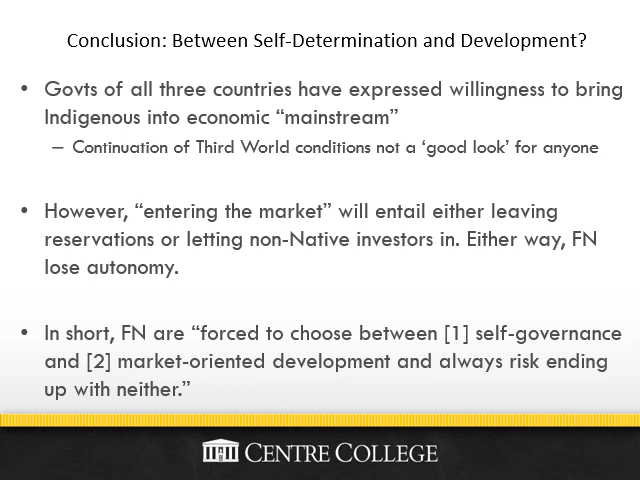 Conclusion: Between Self-Determination and Development?
• Govts of all three countries have expressed willingness to bring
Indigenous into economic “mainstream”
– Continuation of Third World conditions not a ‘good look’ for anyone
• However, “entering the market” will entail either leaving
reservations or letting non-Native investors in. Either way, FN
lose autonomy.
• In short, FN are “forced to choose between [1] self-governance
and [2] market-oriented development and always risk ending
up with neither.”
CENTRE COLLEGE